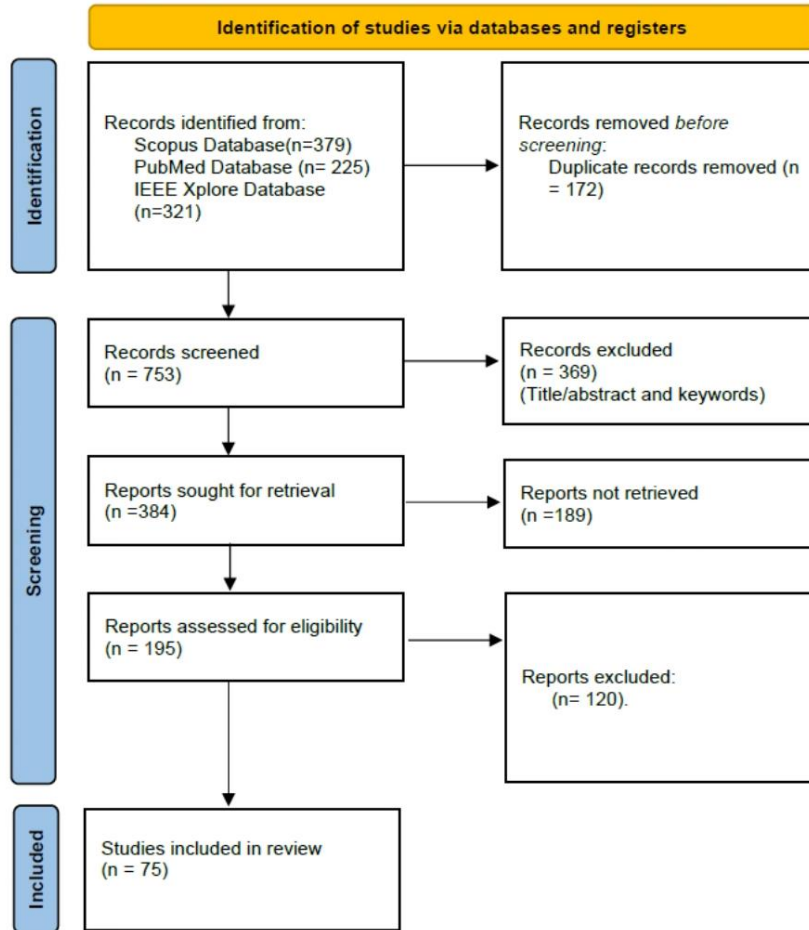 Identification of studies via databases and registers
Identification
Records identified from:
Scopus Database(n=379)
PubMed Database (n= 225)
IEEE Xplore Database
(n=321)
Records removed before
screening:
Duplicate records removed (n
= 172)
Screening
Records screened
(n = 753)
Records excluded
(n = 369)
(Title/abstract and keywords)
Reports sought for retrieval
(n =384)
Reports not retrieved
(n =189)
Reports assessed for eligibility
(n = 195)
Reports excluded:
(n= 120).
Included
Studies included in review
(n = 75)